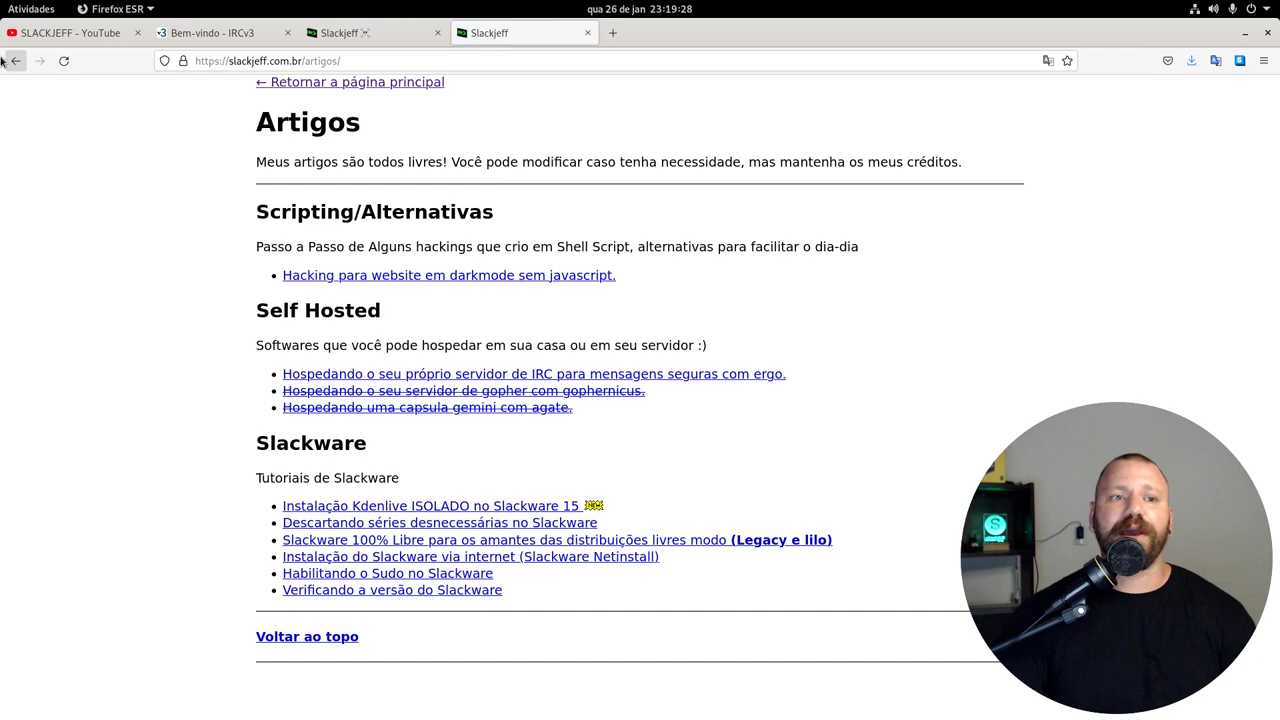 Atividades
Firefox ESR
qua 26 de jan 23:19:28
SLACKJEFF - YouTube
Bem-vindo - IRCv3
Slackjeff ☠
Slackjeff
https://slackjeff.com.br/artigos/
← Retornar a página principal
Artigos
Meus artigos são todos livres! Você pode modificar caso tenha necessidade, mas mantenha os meus créditos.
Scripting/Alternativas
Passo a Passo de Alguns hackings que crio em Shell Script, alternativas para facilitar o dia-dia
• Hacking para website em darkmode sem javascript.
Self Hosted
Softwares que você pode hospedar em sua casa ou em seu servidor :)
• Hospedando o seu próprio servidor de IRC para mensagens seguras com ergo.
• Hospedando o seu servidor de gopher com gophernicus.
• Hospedando uma capsula gemini com agate.
Slackware
Tutoriais de Slackware
• Instalação Kdenlive ISOLADO no Slackware 15
• Descartando séries desnecessárias no Slackware
• Slackware 100% Libre para os amantes das distribuições livres modo (Legacy e lilo)
• Instalação do Slackware via internet (Slackware Netinstall)
• Habilitando o Sudo no Slackware
• Verificando a versão do Slackware
Voltar ao topo